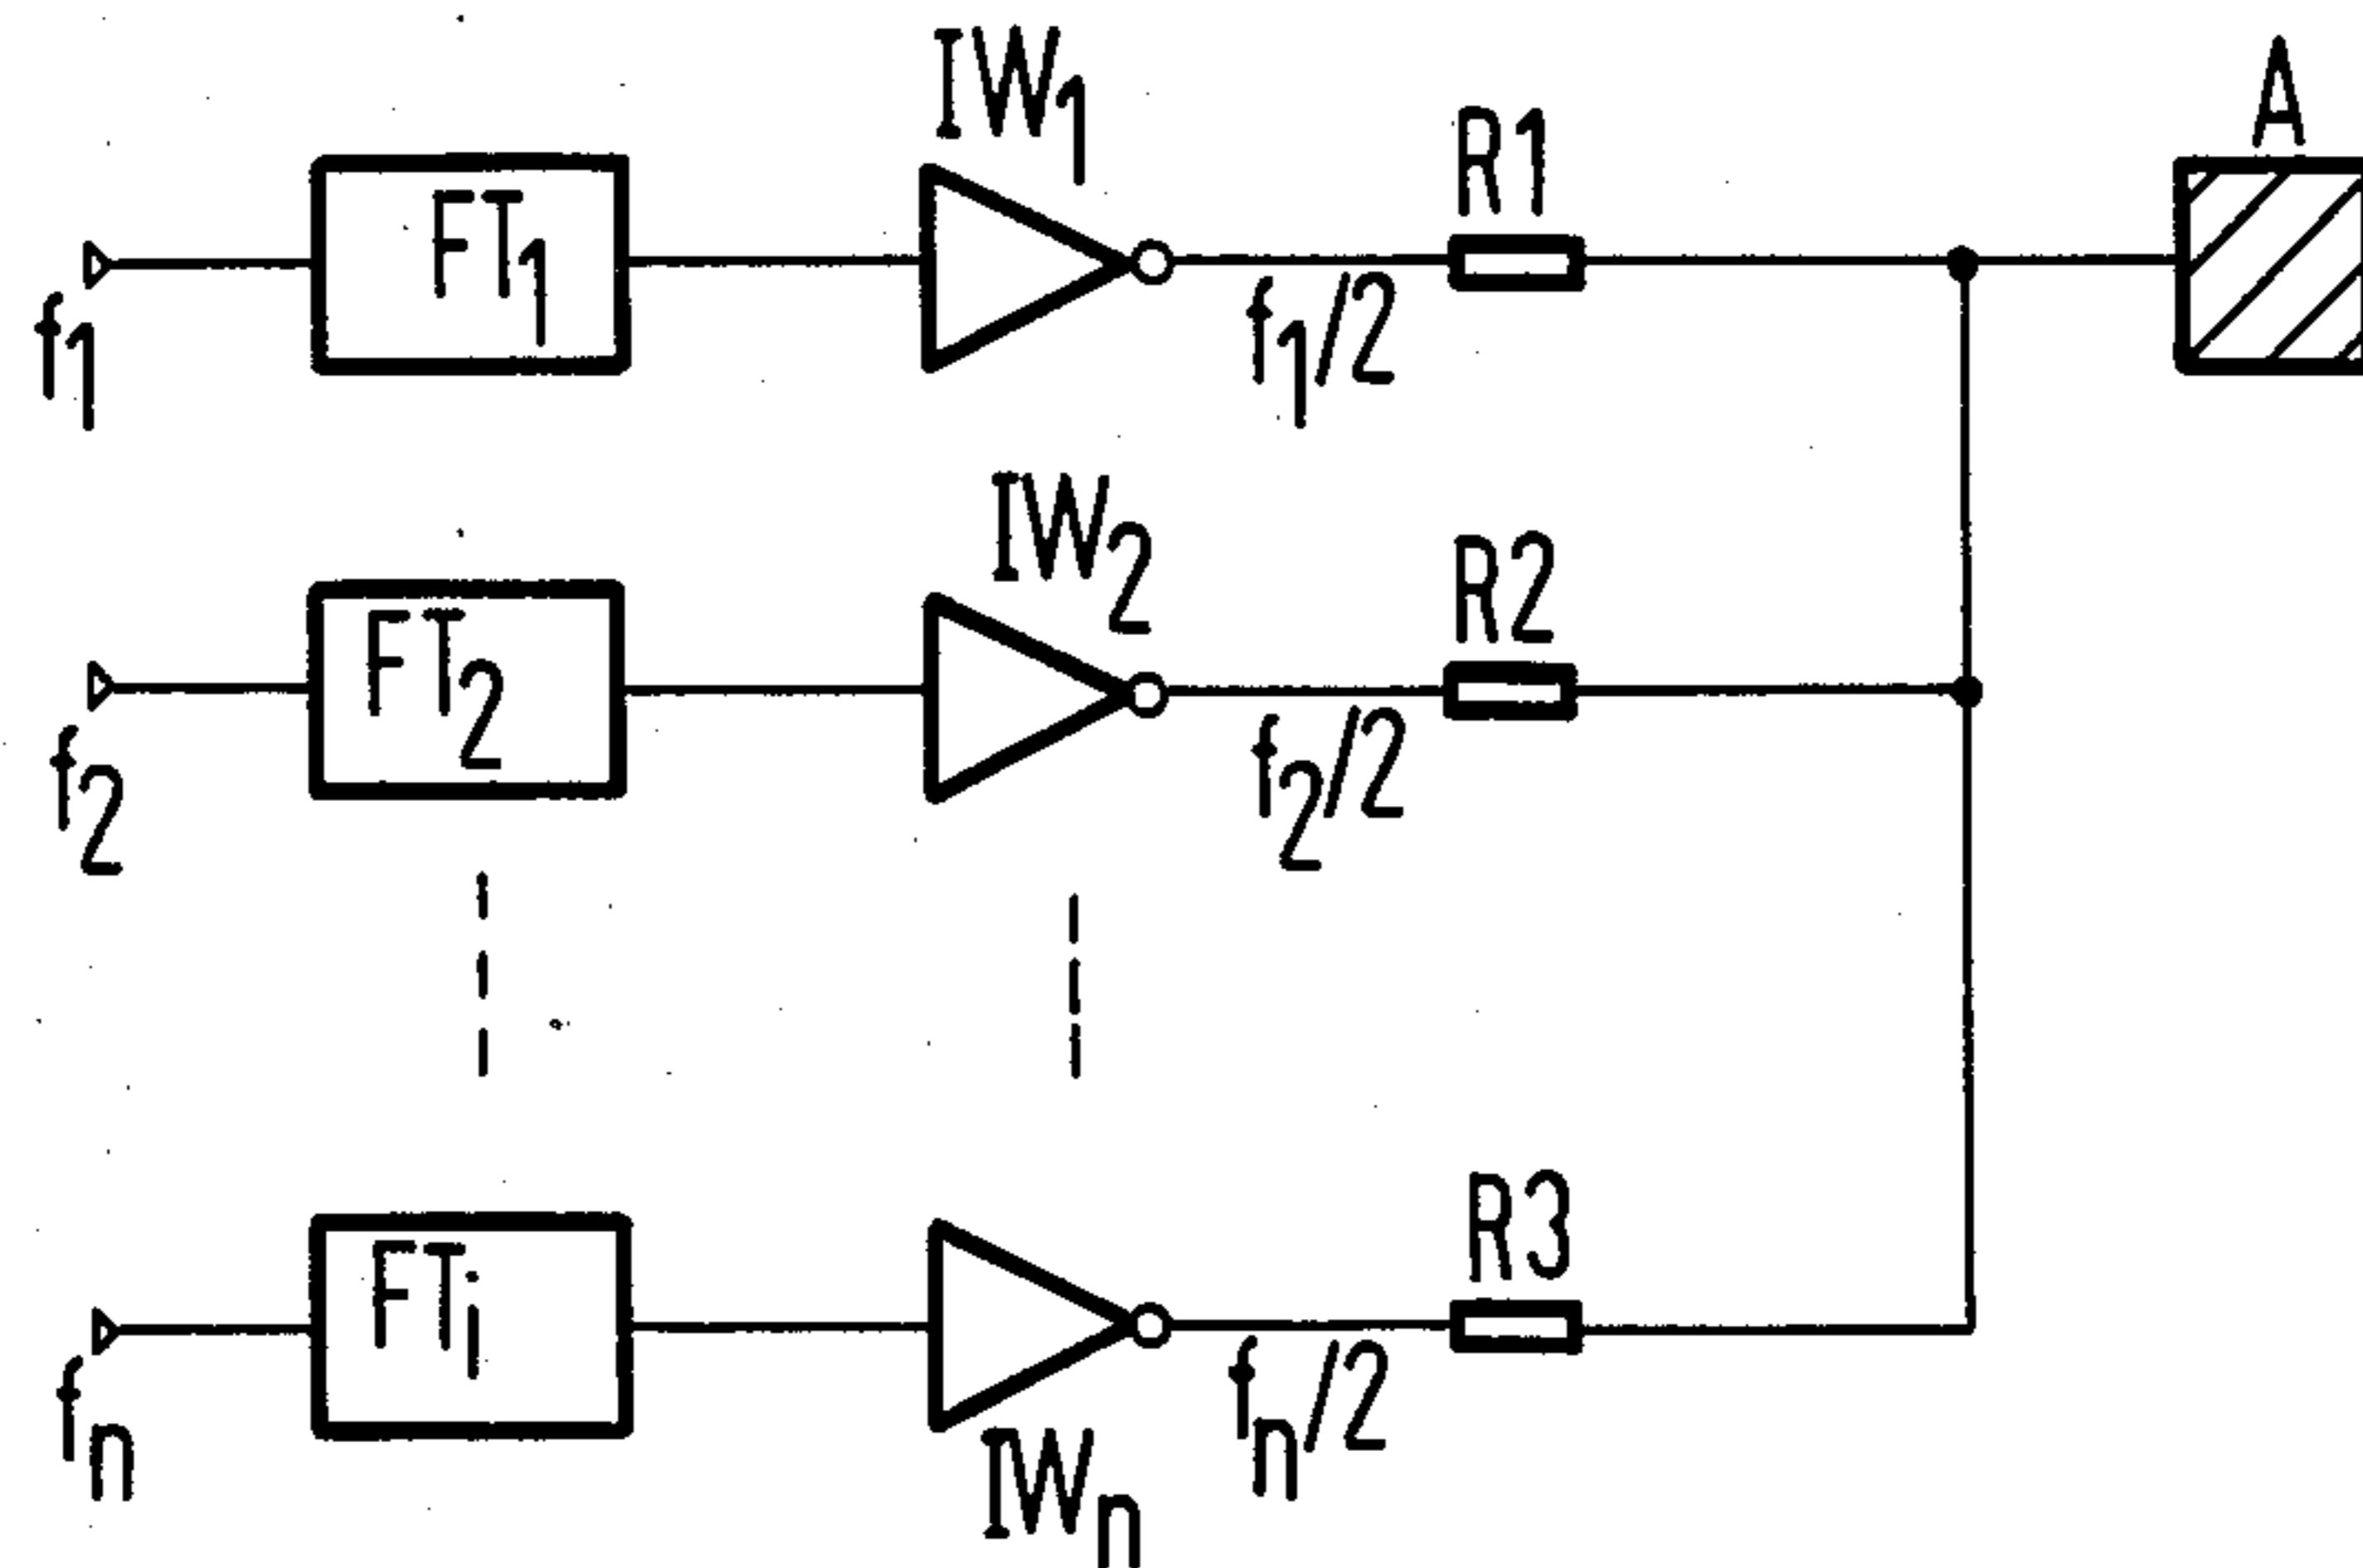 IW₁
R1
A
FT₁
f₁
f₁/2
IW₂
R2
FT₂
f₂
f₂/2
R3
FTᵢ
fₙ
fₙ/2
IWₙ